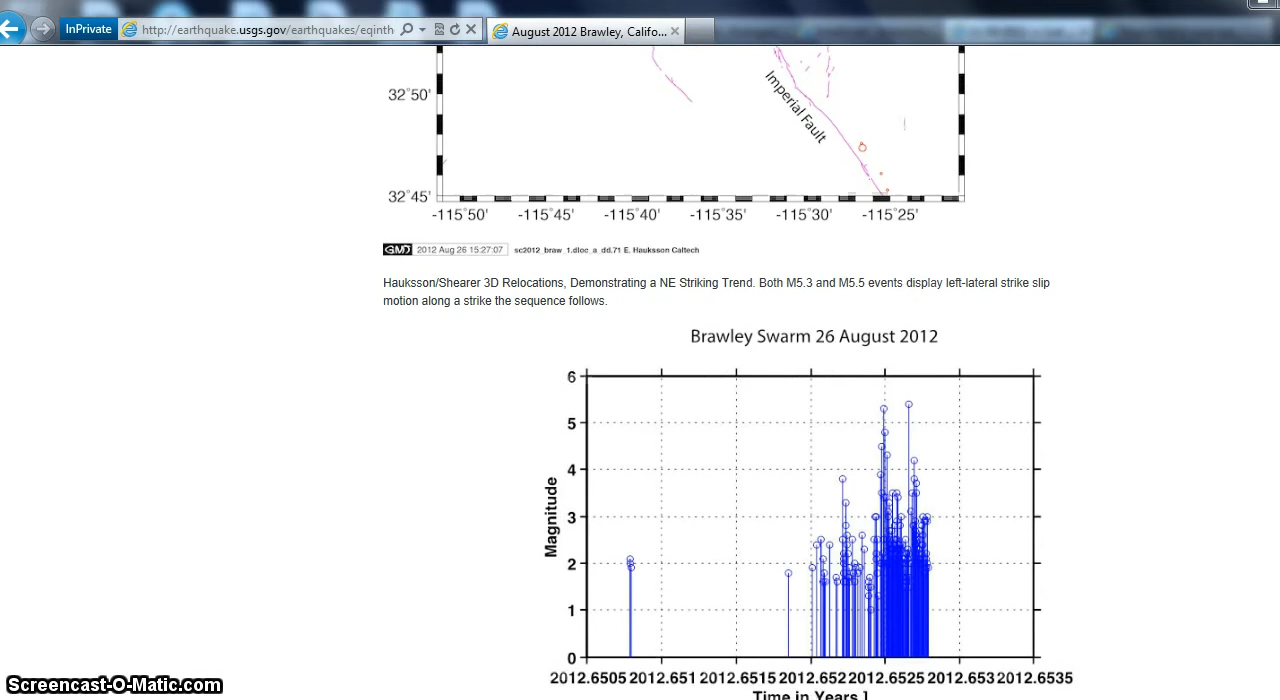 InPrivate
http://earthquake.usgs.gov/earthquakes/eqinth
August 2012 Brawley, Califo...
32°50'
Imperial Fault
32°45'
-115°50' -115°45' -115°40' -115°35' -115°30' -115°25'
GMT 2012 Aug 26 15:27:07 sc2012_braw_1.dloc_a_dd.71 E. Hauksson Caltech
Hauksson/Shearer 3D Relocations, Demonstrating a NE Striking Trend. Both M5.3 and M5.5 events display left-lateral strike slip
motion along a strike the sequence follows.
Brawley Swarm 26 August 2012
6
5
4
3
2
1
0
Magnitude
2012.6505 2012.651 2012.6515 2012.652 2012.6525 2012.653 2012.6535
Time in Years
Screencast-O-Matic.com